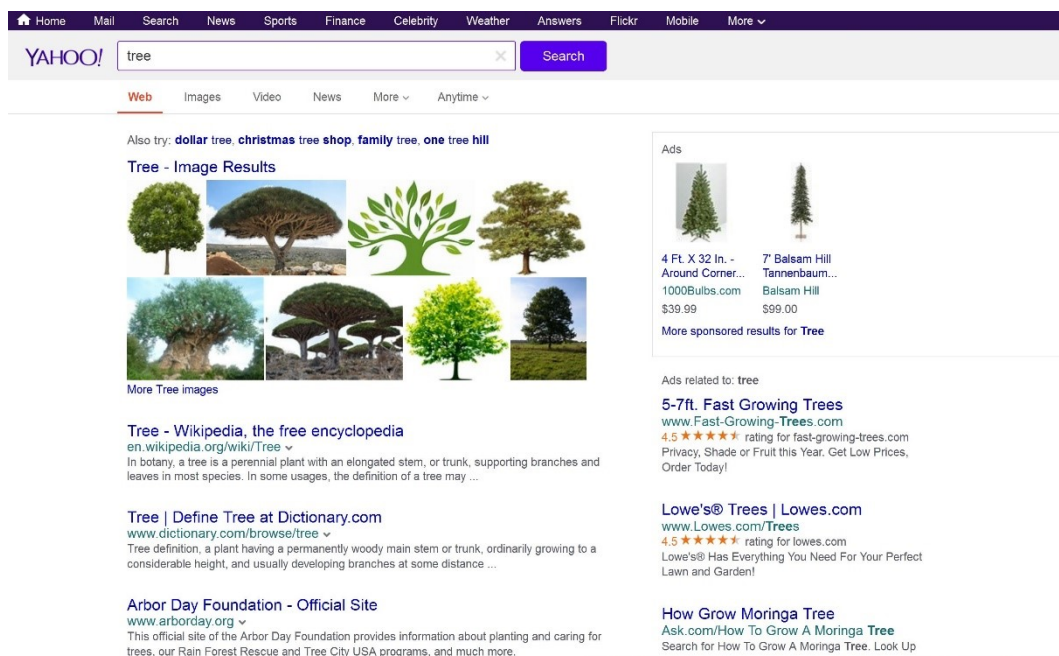 Home Mail Search News Sports Finance Celebrity Weather Answers Flickr Mobile More
YAHOO! tree Search
Web Images Video News More Anytime
Also try: dollar tree, christmas tree shop, family tree, one tree hill
Tree - Image Results
More Tree images
Tree - Wikipedia, the free encyclopedia
en.wikipedia.org/wiki/Tree
In botany, a tree is a perennial plant with an elongated stem, or trunk, supporting branches and
leaves in most species. In some usages, the definition of a tree may ...
Tree | Define Tree at Dictionary.com
www.dictionary.com/browse/tree
Tree definition, a plant having a permanently woody main stem or trunk, ordinarily growing to a
considerable height, and usually developing branches at some distance ...
Arbor Day Foundation - Official Site
www.arborday.org
This official site of the Arbor Day Foundation provides information about planting and caring for
trees, our Rain Forest Rescue and Tree City USA programs, and much more.
Ads
4 Ft. X 32 In. -
Around Corner...
1000Bulbs.com
$39.99
7' Balsam Hill
Tannenbaum...
Balsam Hill
$99.00
More sponsored results for Tree
Ads related to: tree
5-7ft. Fast Growing Trees
www.Fast-Growing-Trees.com
4.5 ★★★★★ rating for fast-growing-trees.com
Privacy, Shade or Fruit this Year. Get Low Prices,
Order Today!
Lowe's® Trees | Lowes.com
www.Lowes.com/Trees
4.5 ★★★★★ rating for lowes.com
Lowe's® Has Everything You Need For Your Perfect
Lawn and Garden!
How Grow Moringa Tree
Ask.com/How To Grow A Moringa Tree
Search for How To Grow A Moringa Tree. Look Up